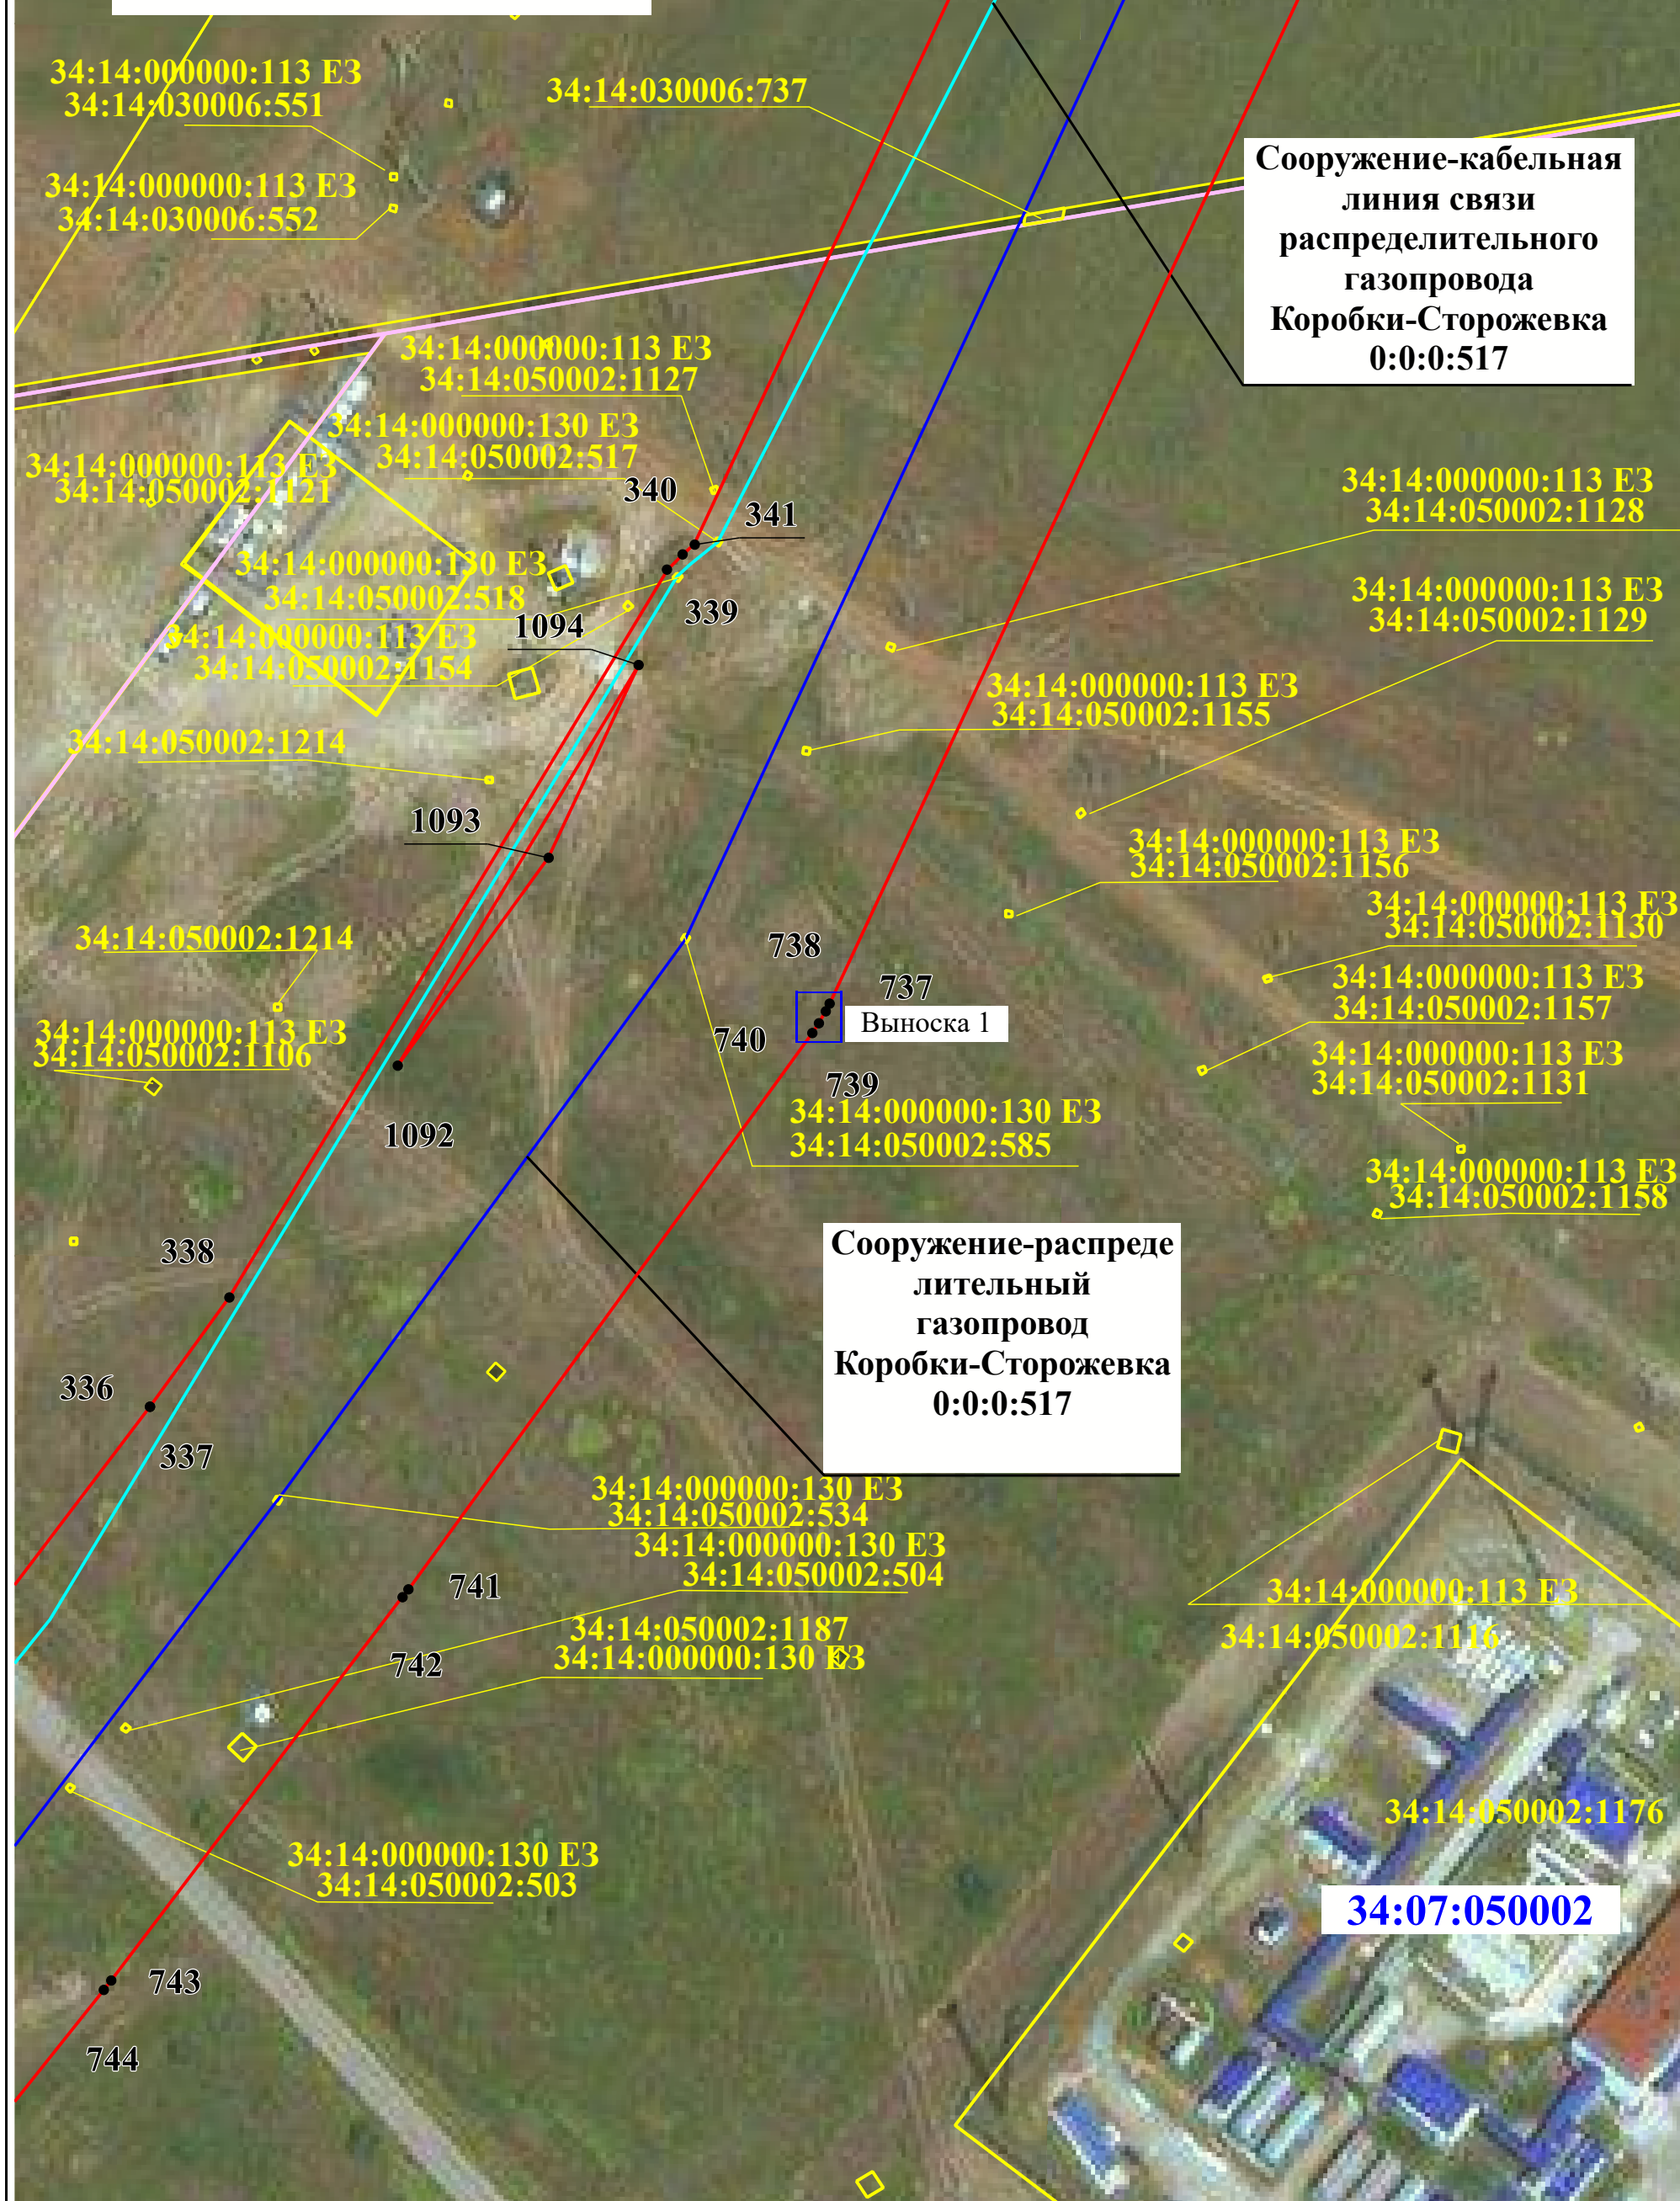 34:14:000000:113 ЕЗ
34:14:030006:551
34:14:030006:737
34:14:000000:113 ЕЗ
34:14:030006:552
Сооружение-кабельная
линия связи
распределительного
газопровода
Коробки-Сторожевка
0:0:0:517
34:14:000000:113 ЕЗ
34:14:050002:1127
34:14:000000:130 ЕЗ
34:14:050002:517
34:14:000000:113 ЕЗ
34:14:050002:1121
340
341
34:14:000000:113 ЕЗ
34:14:050002:1128
34:14:000000:130 ЕЗ
34:14:050002:518
339
34:14:000000:113 ЕЗ
34:14:050002:1129
1094
34:14:000000:113 ЕЗ
34:14:050002:1154
34:14:000000:113 ЕЗ
34:14:050002:1155
34:14:050002:1214
1093
34:14:000000:113 ЕЗ
34:14:050002:1156
34:14:000000:113 ЕЗ
34:14:050002:1130
34:14:050002:1214
738
737
34:14:000000:113 ЕЗ
34:14:050002:1157
Выноска 1
740
34:14:000000:113 ЕЗ
34:14:050002:1106
34:14:000000:113 ЕЗ
34:14:050002:1131
739
34:14:000000:130 ЕЗ
34:14:050002:585
1092
34:14:000000:113 ЕЗ
34:14:050002:1158
338
Сооружение-распреде
лительный
газопровод
Коробки-Сторожевка
0:0:0:517
336
337
34:14:000000:130 ЕЗ
34:14:050002:534
34:14:000000:130 ЕЗ
34:14:050002:504
741
34:14:000000:113 ЕЗ
34:14:050002:1116
34:14:050002:1187
34:14:000000:130 ЕЗ
742
34:14:050002:1176
34:14:000000:130 ЕЗ
34:14:050002:503
34:07:050002
743
744